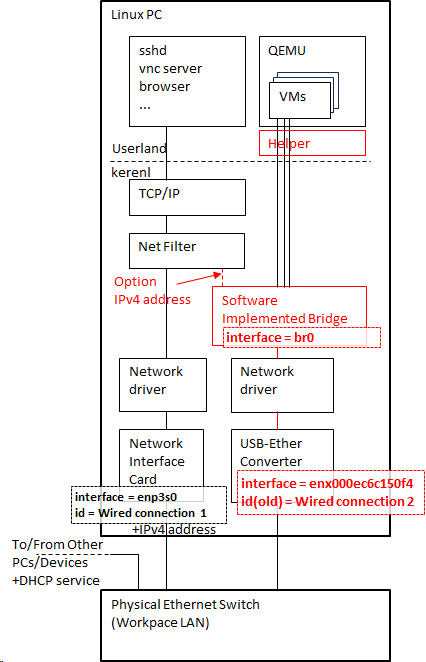 Linux PC
sshd
vnc server
browser
...
QEMU
VMs
Helper
Userland
kerenl
TCP/IP
Net Filter
Option
IPv4 address
Software
Implemented Bridge
interface = br0
Network
driver
Network
driver
Network
Interface
Card
interface = enp3s0
id = Wired connection 1
+IPv4 address
USB-Ether
Converter
interface = enx000ec6c150f4
id(old) = Wired connection 2
To/From Other
PCs/Devices
+DHCP service
Physical Ethernet Switch
(Workpace LAN)